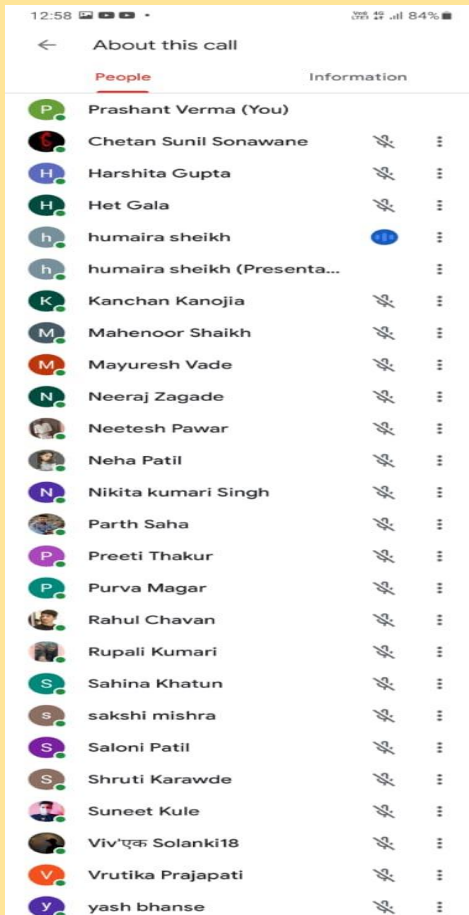 12:58 84%
About this call
People Information
P Prashant Verma (You)
Chetan Sunil Sonawane
H Harshita Gupta
H Het Gala
h humaira sheikh
h humaira sheikh (Presenta...
K Kanchan Kanojia
M Mahenoor Shaikh
M Mayuresh Vade
N Neeraj Zagade
Neetesh Pawar
Neha Patil
N Nikita kumari Singh
Parth Saha
P Preeti Thakur
P Purva Magar
Rahul Chavan
Rupali Kumari
S Sahina Khatun
s sakshi mishra
S Saloni Patil
S Shruti Karawde
Suneet Kule
Viv'एक Solanki18
V Vrutika Prajapati
y yash bhanse